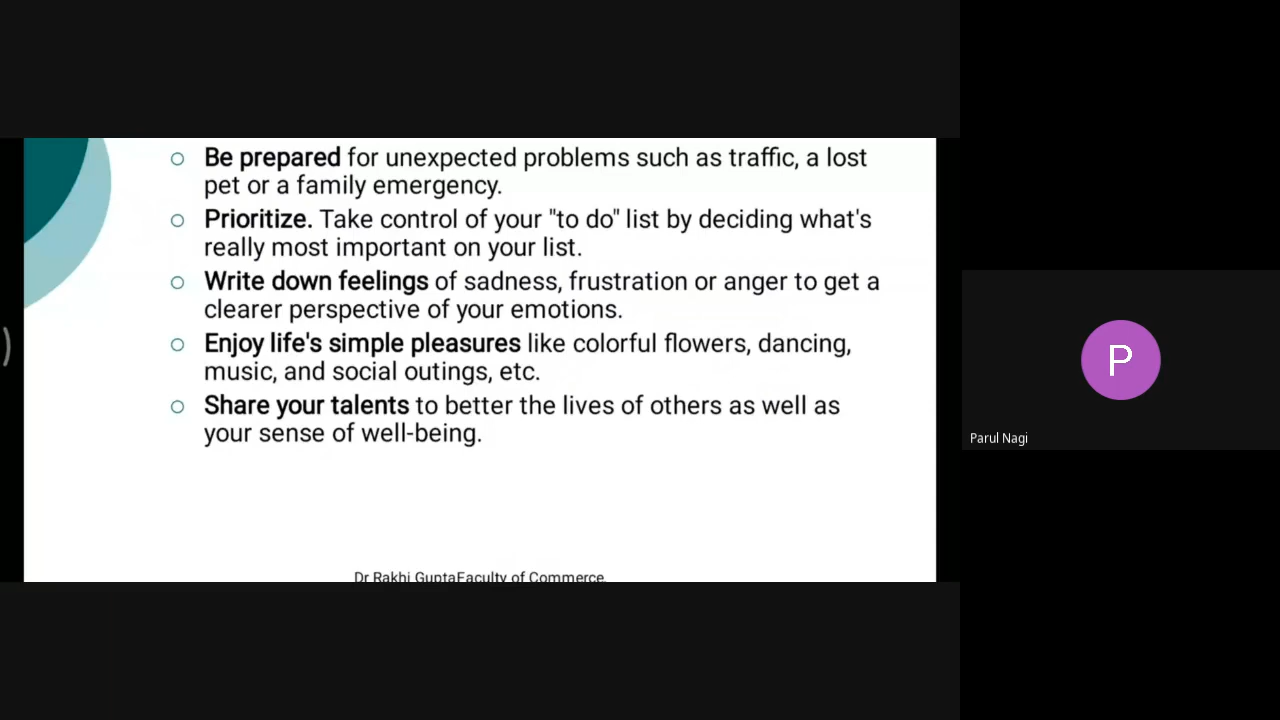 Be prepared for unexpected problems such as traffic, a lost
pet or a family emergency.
Prioritize. Take control of your "to do" list by deciding what's
really most important on your list.
Write down feelings of sadness, frustration or anger to get a
clearer perspective of your emotions.
Enjoy life's simple pleasures like colorful flowers, dancing,
music, and social outings, etc.
Share your talents to better the lives of others as well as
your sense of well-being.
Dr Rakhi GuptaFaculty of Commerce.
P
Parul Nagi